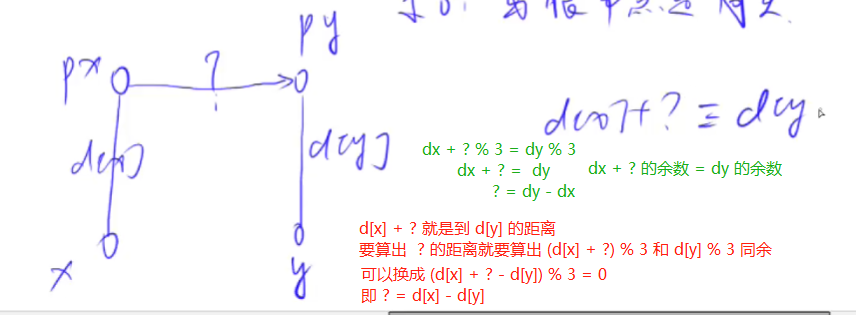 px
?
py
d[x]
d[y]
x
y
d[x]+? ≡ d[y
dx + ? % 3 = dy % 3
dx + ? = dy
? = dy - dx
dx + ? 的余数 = dy 的余数
d[x] + ? 就是到 d[y] 的距离
要算出 ? 的距离就要算出 (d[x] + ?) % 3 和 d[y] % 3 同余
可以换成 (d[x] + ? - d[y]) % 3 = 0
即 ? = d[x] - d[y]